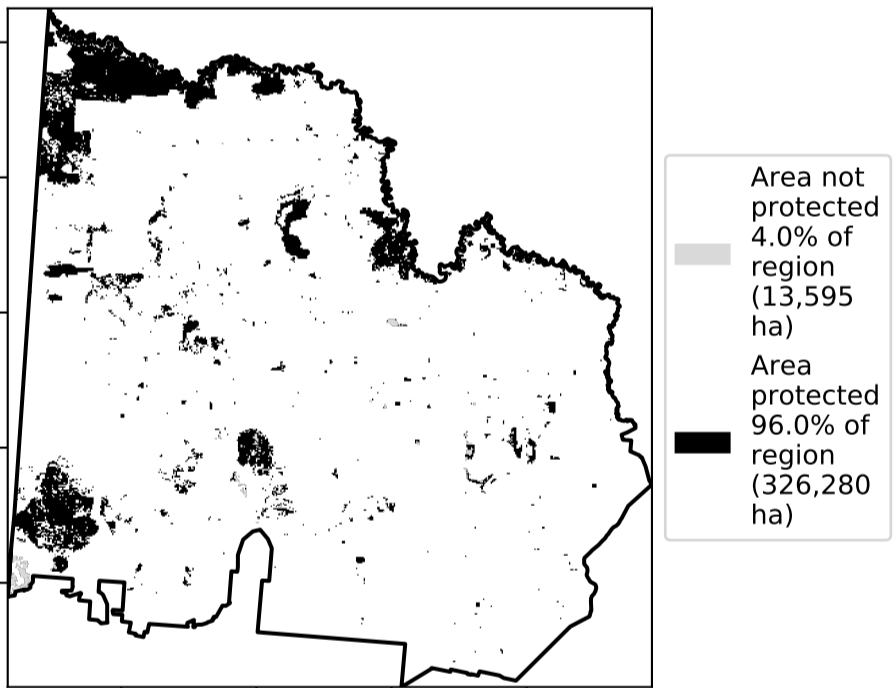 Area not
protected
4.0% of
region
(13,595
ha)
Area
protected
96.0% of
region
(326,280
ha)